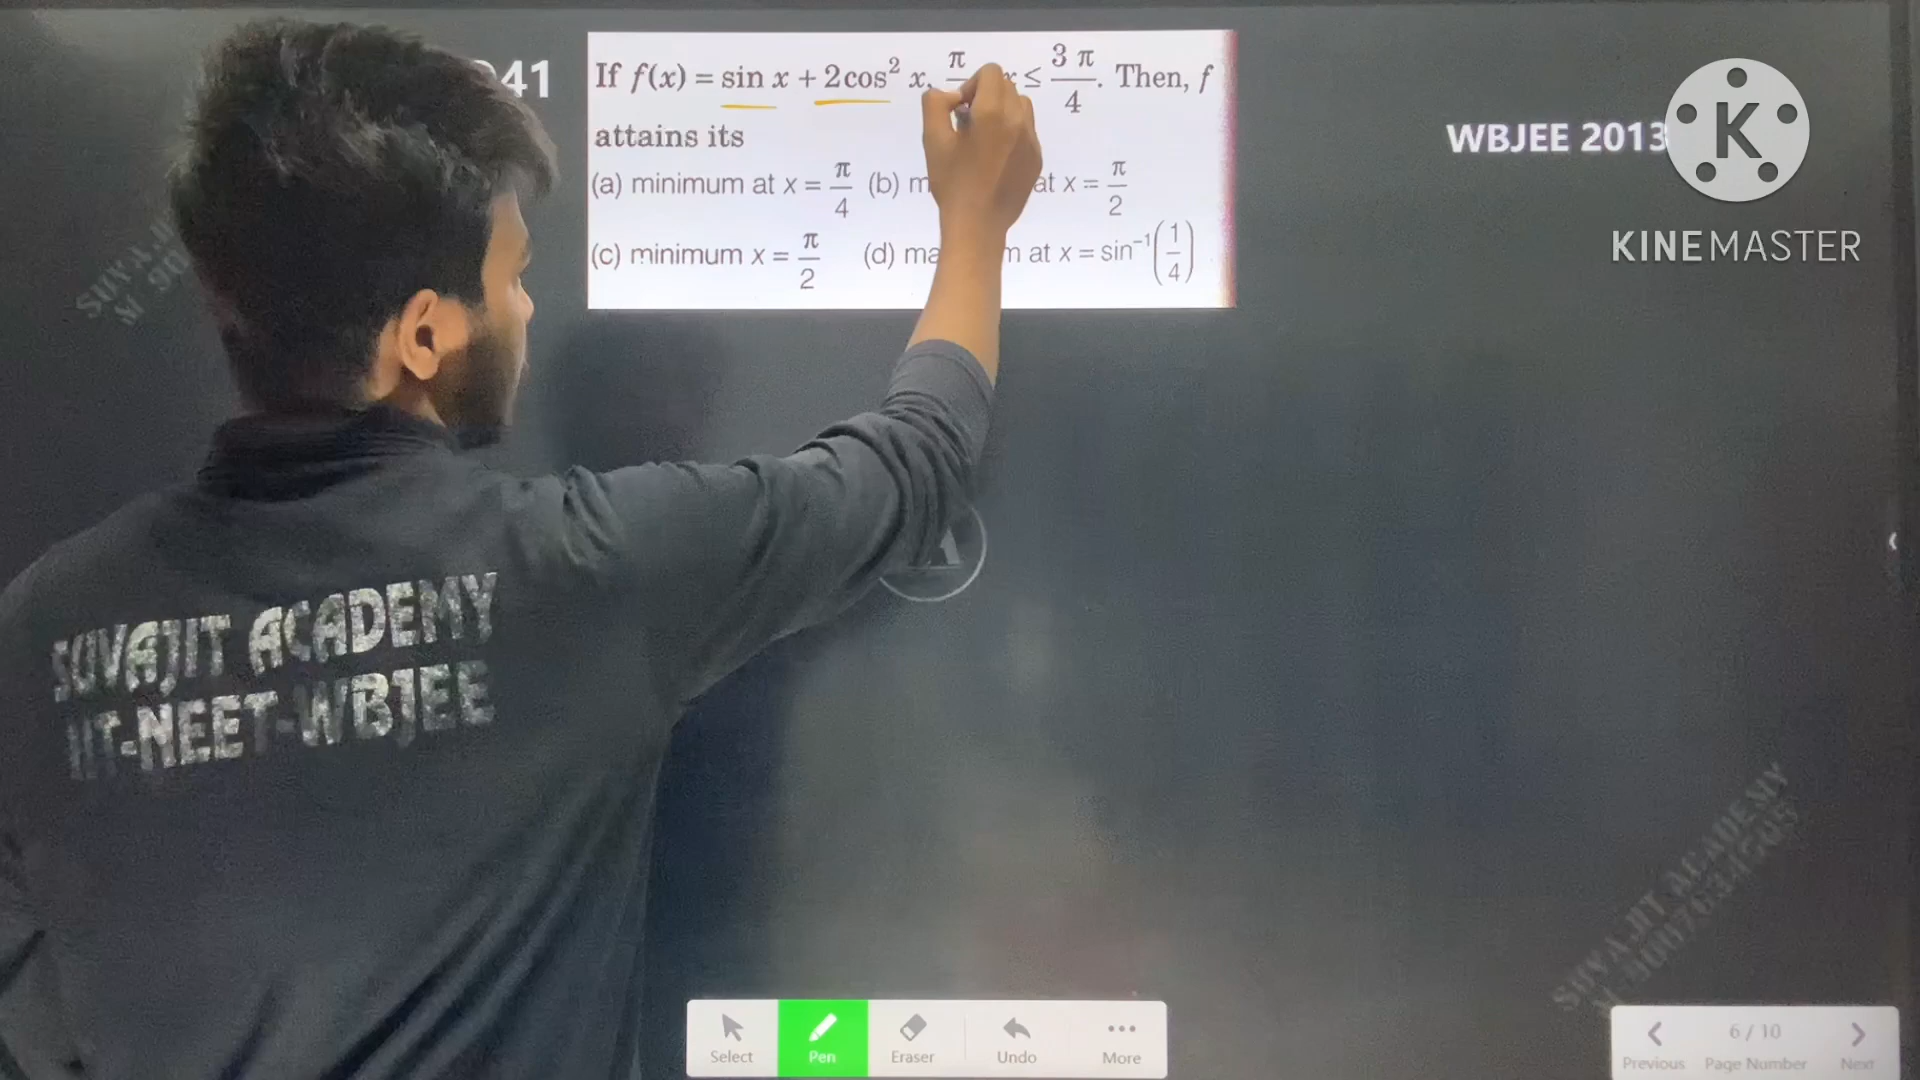 41
If f(x) = sin x + 2cos² x, π x ≤ 3π/4. Then, f
attains its
(a) minimum at x = π/4 (b) m at x = π/2
(c) minimum x = π/2 (d) ma m at x = sin⁻¹(1/4)
WBJEE 2013
K
KINEMASTER
SUVAJIT ACADEMY
IIT-NEET-WBJEE
SUVAJIT ACADEMY
Select Pen Eraser Undo More
6 / 10
Previous Page Number Next